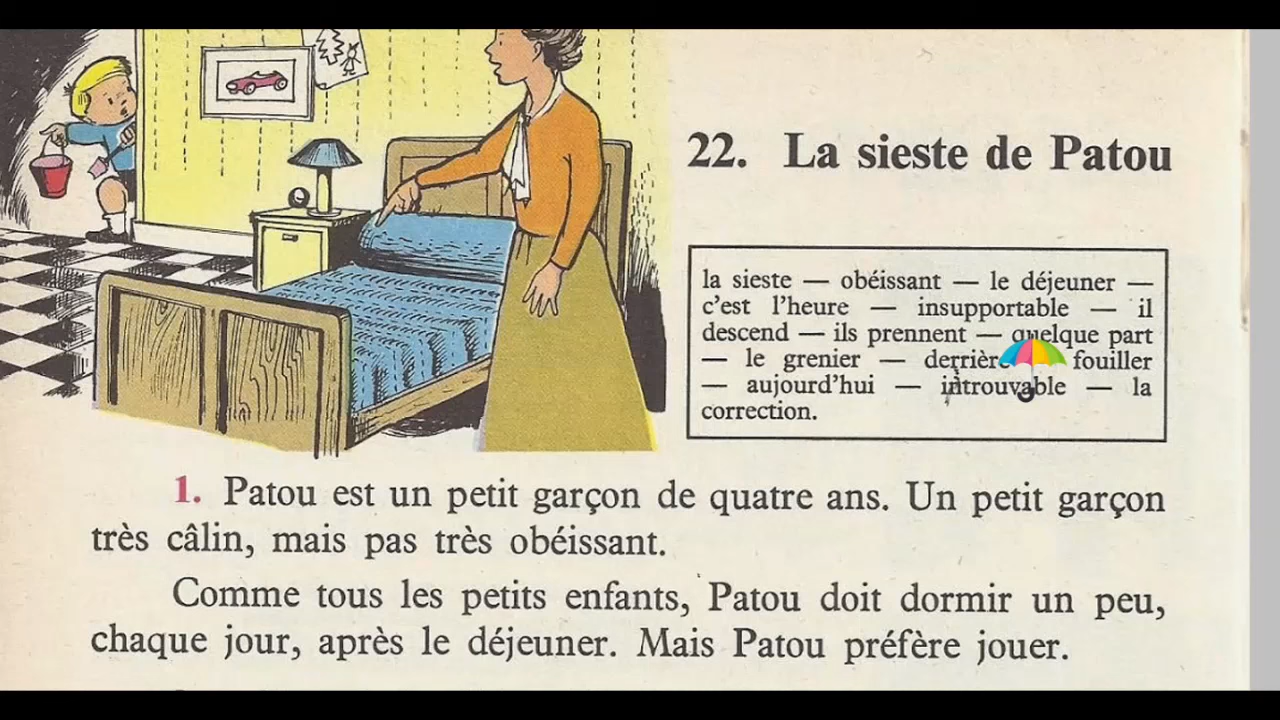 22. La sieste de Patou
la sieste — obéissant — le déjeuner —
c'est l'heure — insupportable — il
descend — ils prennent — quelque part
— le grenier — derrière fouiller
— aujourd'hui — introuvable — la
correction.
1. Patou est un petit garçon de quatre ans. Un petit garçon
très câlin, mais pas très obéissant.
Comme tous les petits enfants, Patou doit dormir un peu,
chaque jour, après le déjeuner. Mais Patou préfère jouer.